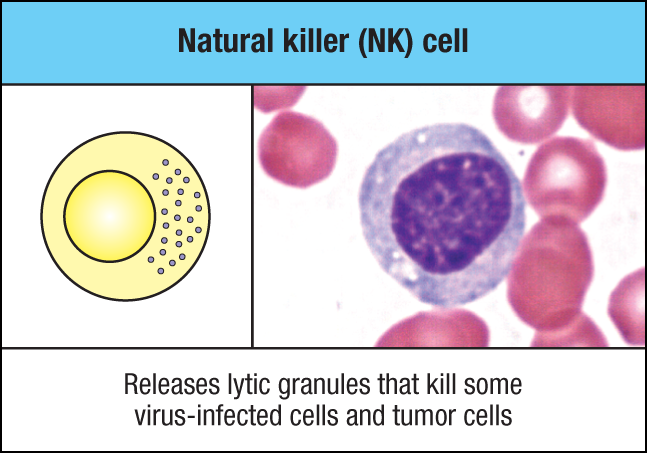 Natural killer (NK) cell
Releases lytic granules that kill some
virus-infected cells and tumor cells